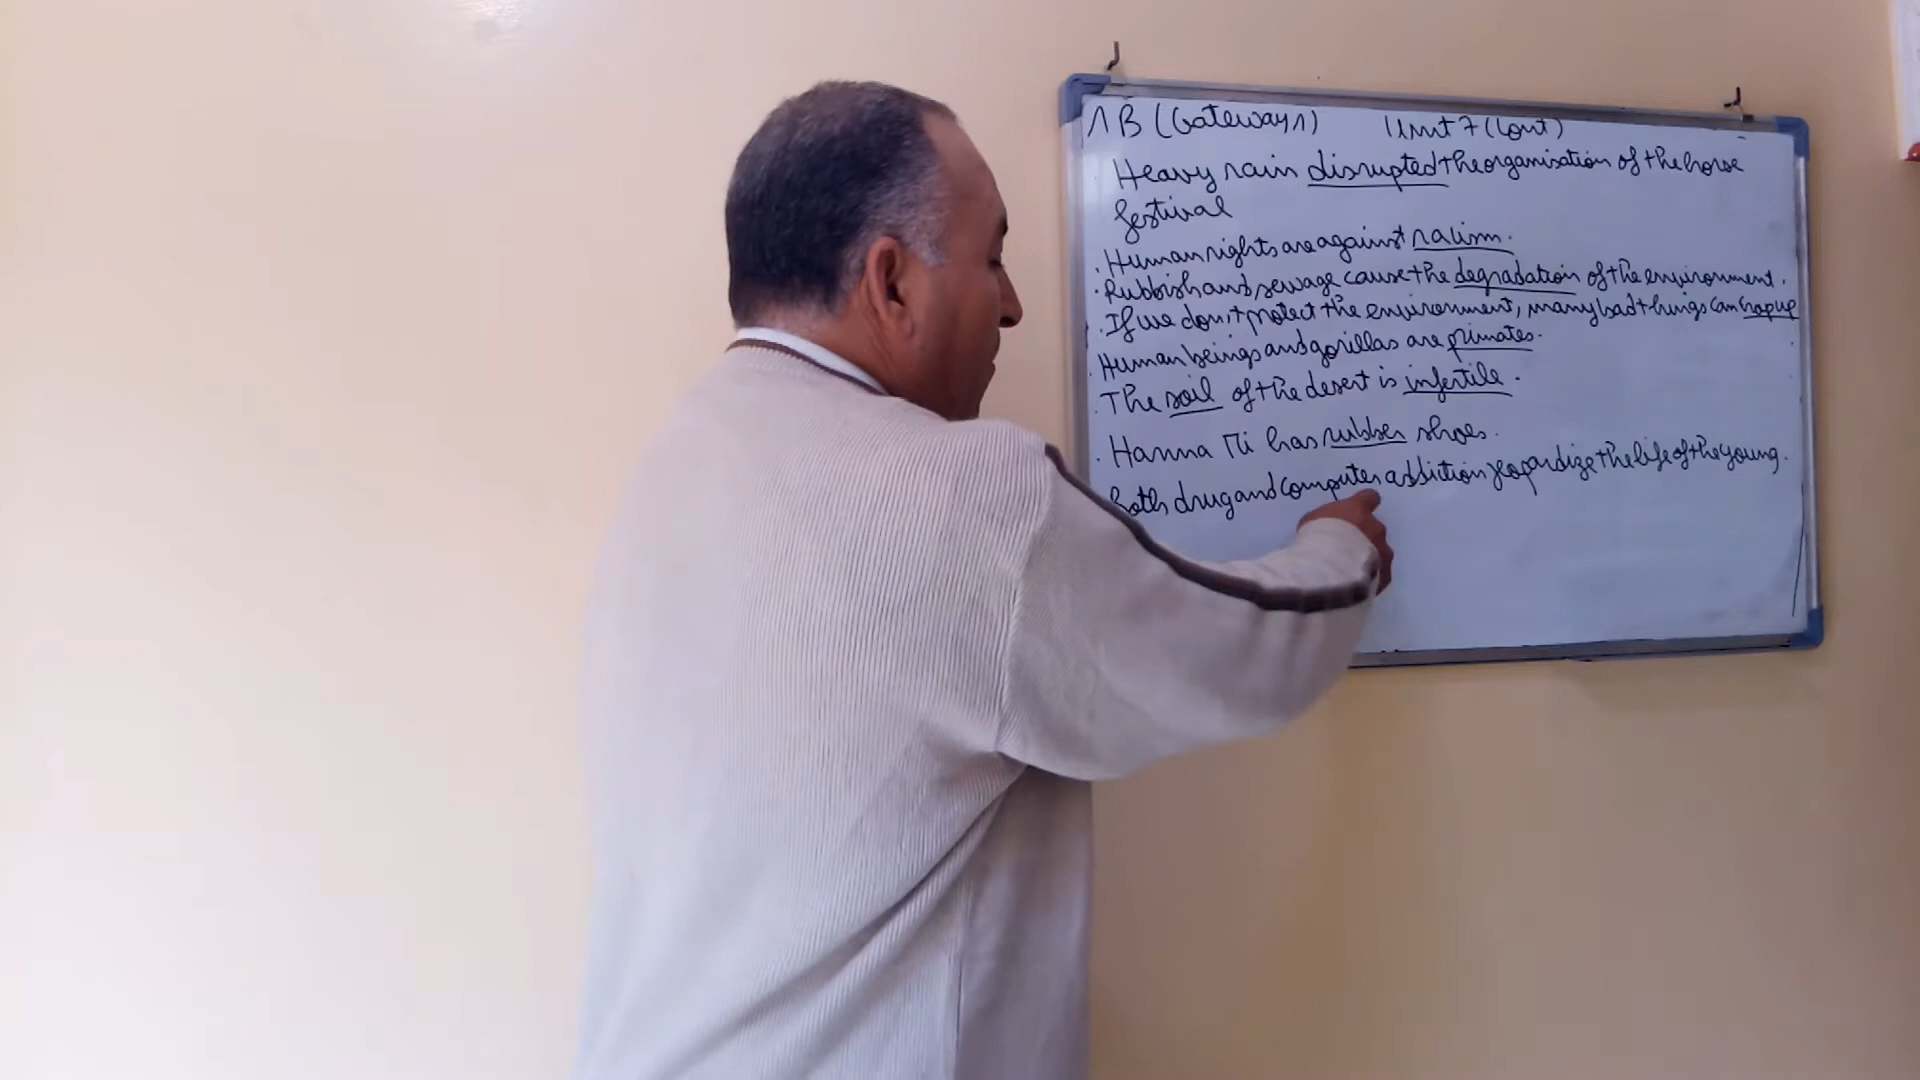 1B (Gateway 1) Unit 7 (Cont)
Heavy rain disrupted the organisation of the horse
festival
. Human rights are against racism.
. Rubbish and sewage cause the degradation of the environment.
. If we don't protect the environment, many bad things can hap up
. Human beings and gorillas are primates.
. The soil of the desert is infertile.
. Hanna Mi has rubber shoes.
Both drug and computer addiction jeopardize the life of the young.